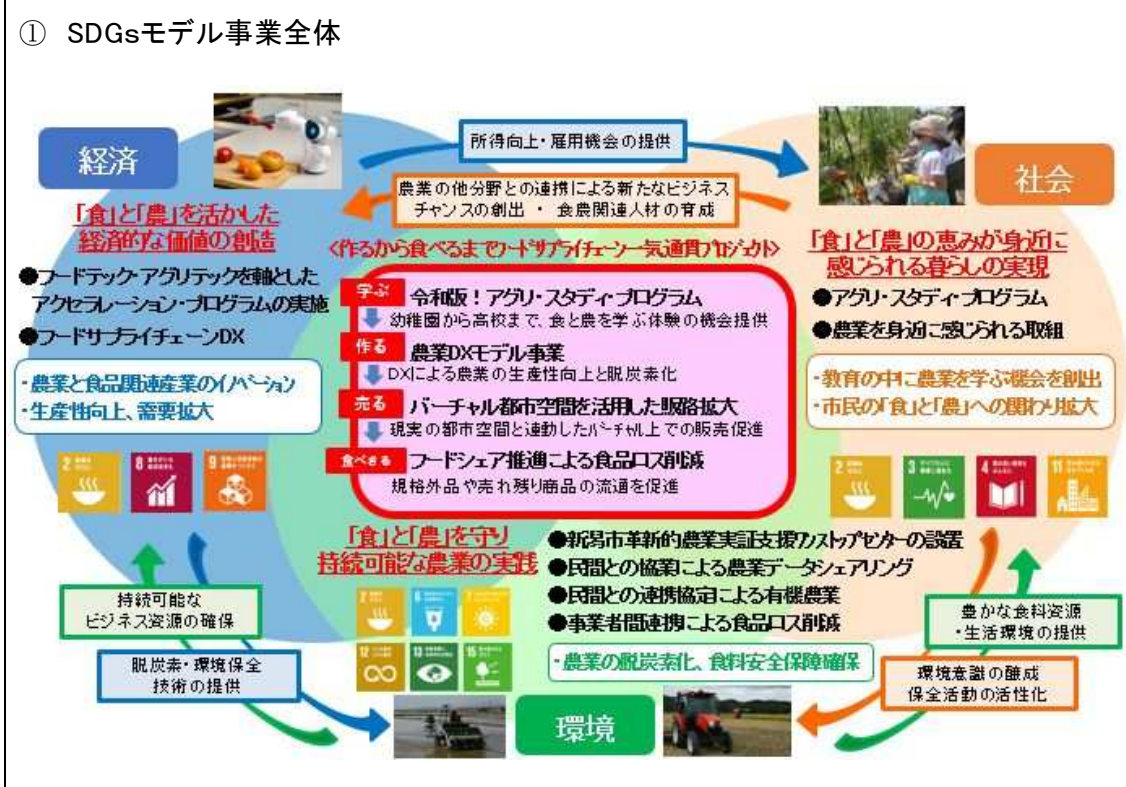 ① SDGsモデル事業全体
経済
所得向上・雇用機会の提供
農業の他分野との連携による新たなビジネス
チャンスの創出 ・ 食農関連人材の育成
社会
「食」と「農」を活かした
経済的な価値の創造
●フードテック・アグリテックを軸とした
アクセラレーション・プログラムの実施
●フードサプライチェーンDX
・農業と食品関連産業のイノベーション
・生産性向上、需要拡大
2
8
9
<作るから食べるまでフードサプライチェーン一気通貫プロジェクト>
学ぶ 令和版！アグリ・スタディ・プログラム
幼稚園から高校まで、食と農を学ぶ体験の機会提供
作る 農業DXモデル事業
DXによる農業の生産性向上と脱炭素化
売る バーチャル都市空間を活用した販路拡大
現実の都市空間と連動したバーチャル上での販売促進
食べきる フードシェア推進による食品ロス削減
規格外品や売れ残り商品の流通を促進
「食」と「農」の恵みが身近に
感じられる暮らしの実現
●アグリ・スタディ・プログラム
●農業を身近に感じられる取組
・教育の中に農業を学ぶ機会を創出
・市民の「食」と「農」への関わり拡大
2
3
4
11
「食」と「農」を守り
持続可能な農業の実践
●新潟市革新的農業実証支援ワンストップセンターの設置
●民間との協業による農業データシェアリング
●民間との連携協定による有機農業
●事業者間連携による食品ロス削減
・農業の脱炭素化、食料安全保障確保
2
6
7
12
13
15
持続可能な
ビジネス資源の確保
脱炭素・環境保全
技術の提供
豊かな食料資源
・生活環境の提供
環境意識の醸成
保全活動の活性化
環境